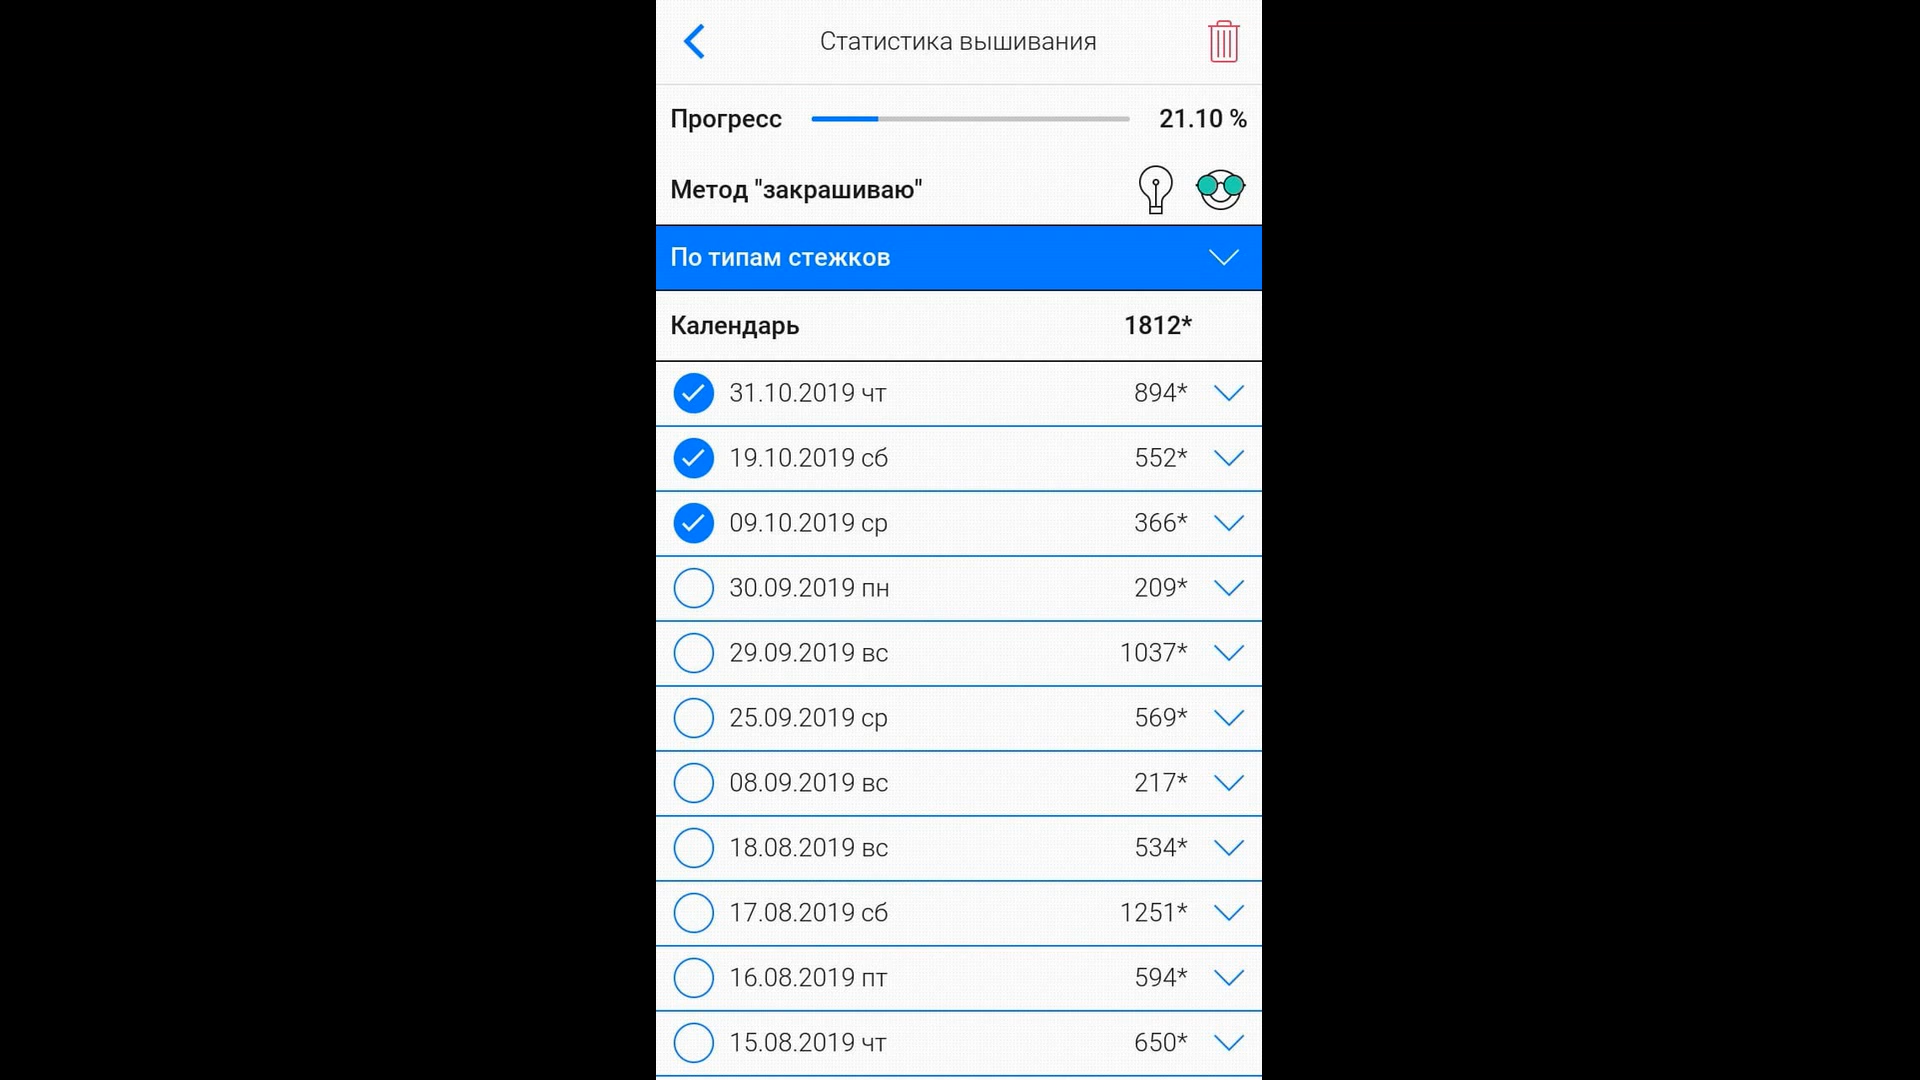 Статистика вышивания
Прогресс 21.10 %
Метод "закрашиваю"
По типам стежков
Календарь 1812*
31.10.2019 чт 894*
19.10.2019 сб 552*
09.10.2019 ср 366*
30.09.2019 пн 209*
29.09.2019 вс 1037*
25.09.2019 ср 569*
08.09.2019 вс 217*
18.08.2019 вс 534*
17.08.2019 сб 1251*
16.08.2019 пт 594*
15.08.2019 чт 650*